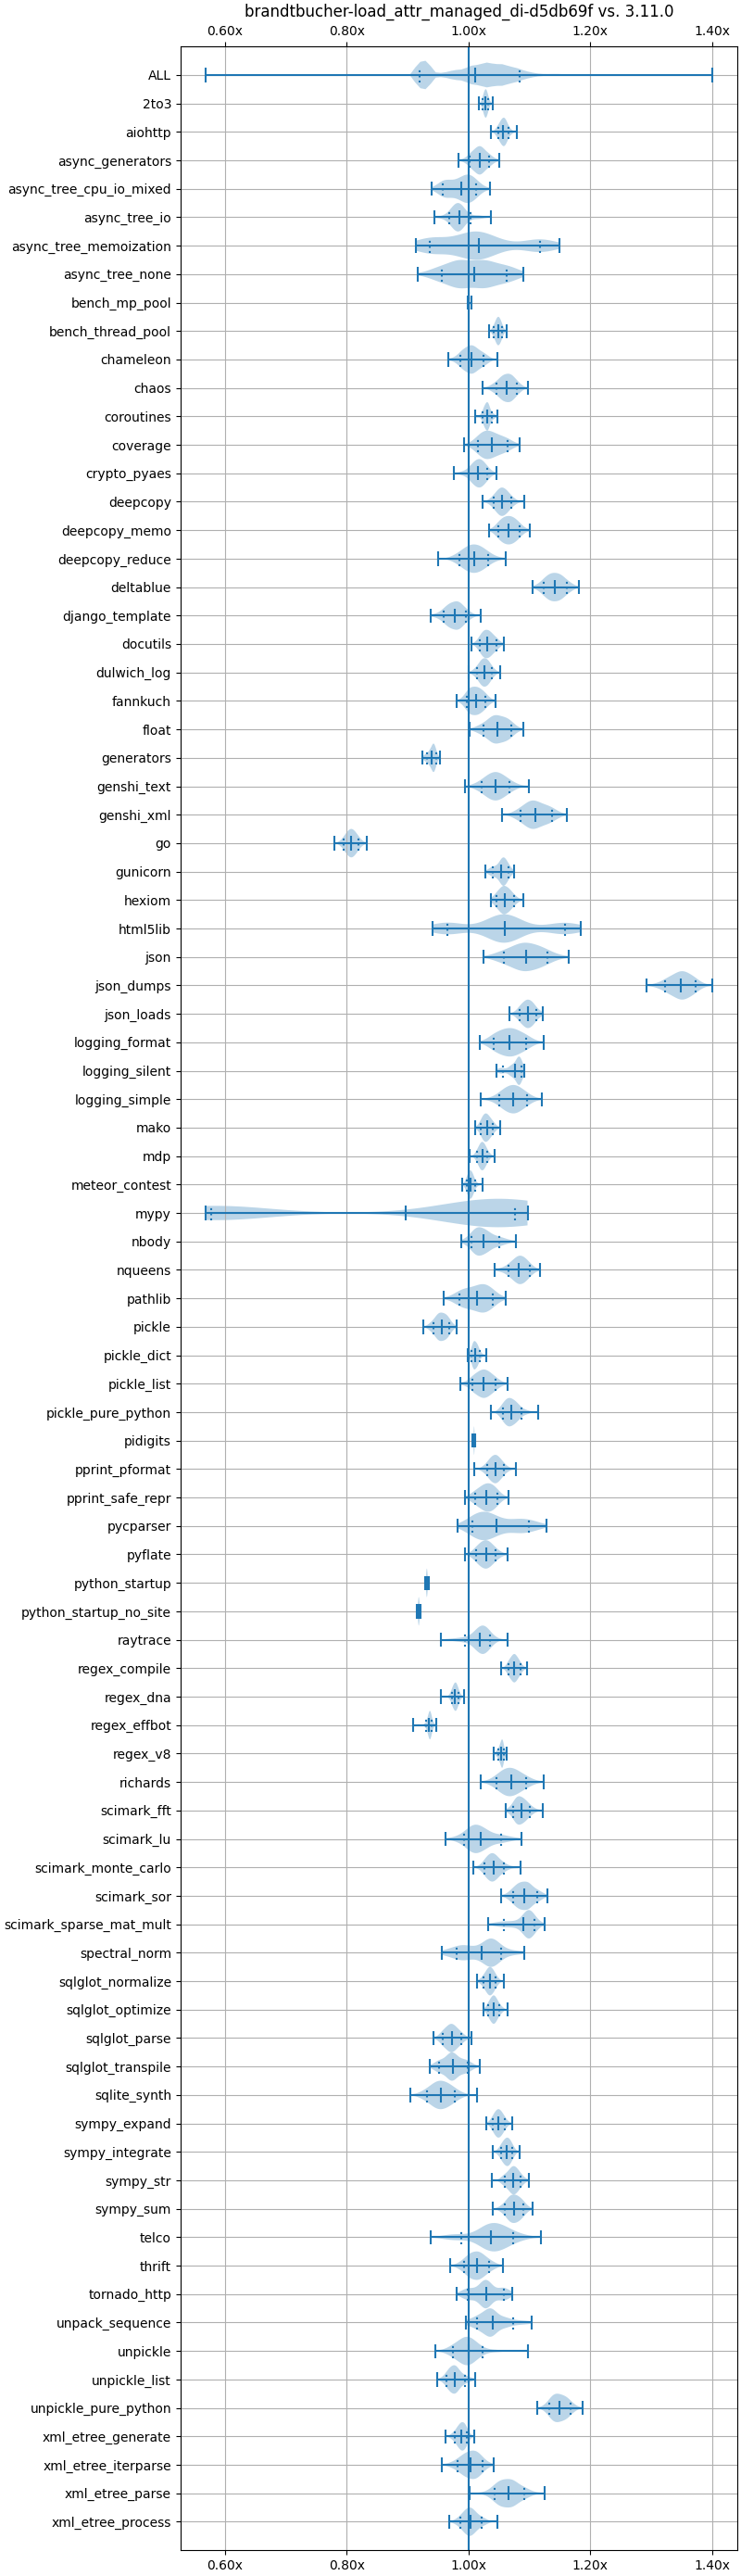 brandtbucher-load_attr_managed_di-d5db69f vs. 3.11.0
0.60x 0.80x 1.00x 1.20x 1.40x
ALL
2to3
aiohttp
async_generators
async_tree_cpu_io_mixed
async_tree_io
async_tree_memoization
async_tree_none
bench_mp_pool
bench_thread_pool
chameleon
chaos
coroutines
coverage
crypto_pyaes
deepcopy
deepcopy_memo
deepcopy_reduce
deltablue
django_template
docutils
dulwich_log
fannkuch
float
generators
genshi_text
genshi_xml
go
gunicorn
hexiom
html5lib
json
json_dumps
json_loads
logging_format
logging_silent
logging_simple
mako
mdp
meteor_contest
mypy
nbody
nqueens
pathlib
pickle
pickle_dict
pickle_list
pickle_pure_python
pidigits
pprint_pformat
pprint_safe_repr
pycparser
pyflate
python_startup
python_startup_no_site
raytrace
regex_compile
regex_dna
regex_effbot
regex_v8
richards
scimark_fft
scimark_lu
scimark_monte_carlo
scimark_sor
scimark_sparse_mat_mult
spectral_norm
sqlglot_normalize
sqlglot_optimize
sqlglot_parse
sqlglot_transpile
sqlite_synth
sympy_expand
sympy_integrate
sympy_str
sympy_sum
telco
thrift
tornado_http
unpack_sequence
unpickle
unpickle_list
unpickle_pure_python
xml_etree_generate
xml_etree_iterparse
xml_etree_parse
xml_etree_process
0.60x 0.80x 1.00x 1.20x 1.40x